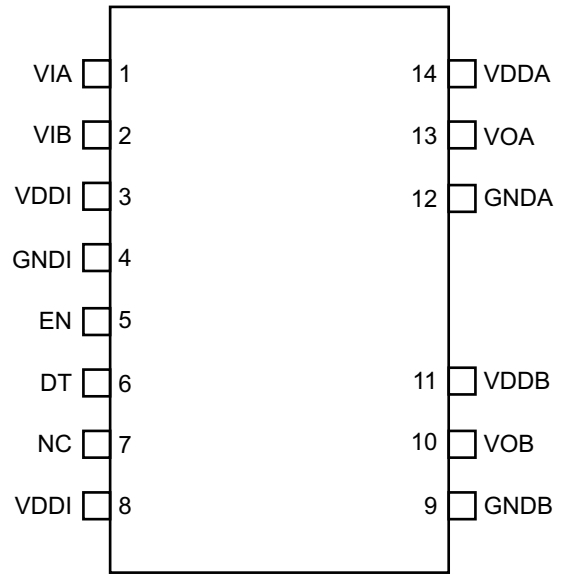 VIA 1 14 VDDA
VIB 2 13 VOA
VDDI 3 12 GNDA
GNDI 4
EN 5
DT 6 11 VDDB
NC 7 10 VOB
VDDI 8 9 GNDB